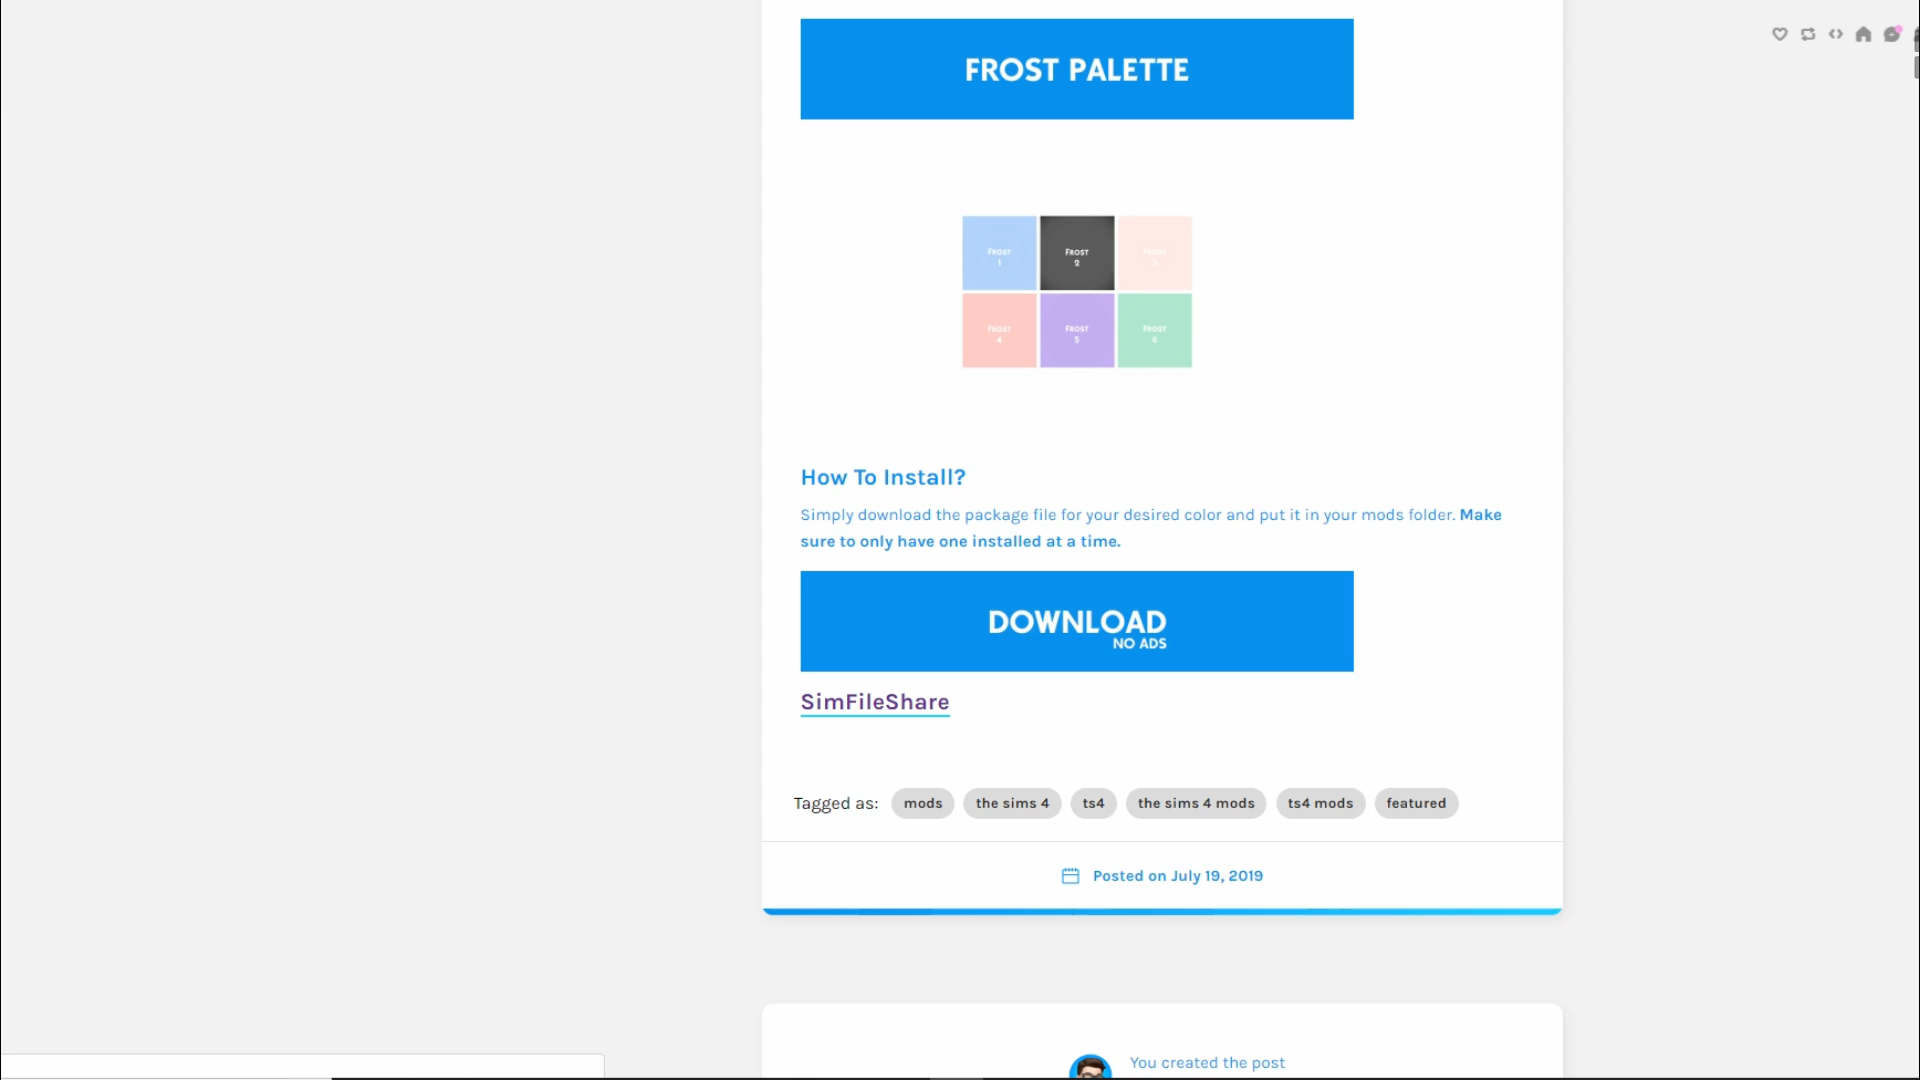 FROST PALETTE
FROST 1
FROST 2
FROST
FROST 4
FROST 5
FROST 6
How To Install?
Simply download the package file for your desired color and put it in your mods folder. Make
sure to only have one installed at a time.
DOWNLOAD
NO ADS
SimFileShare
Tagged as: mods the sims 4 ts4 the sims 4 mods ts4 mods featured
Posted on July 19, 2019
You created the post